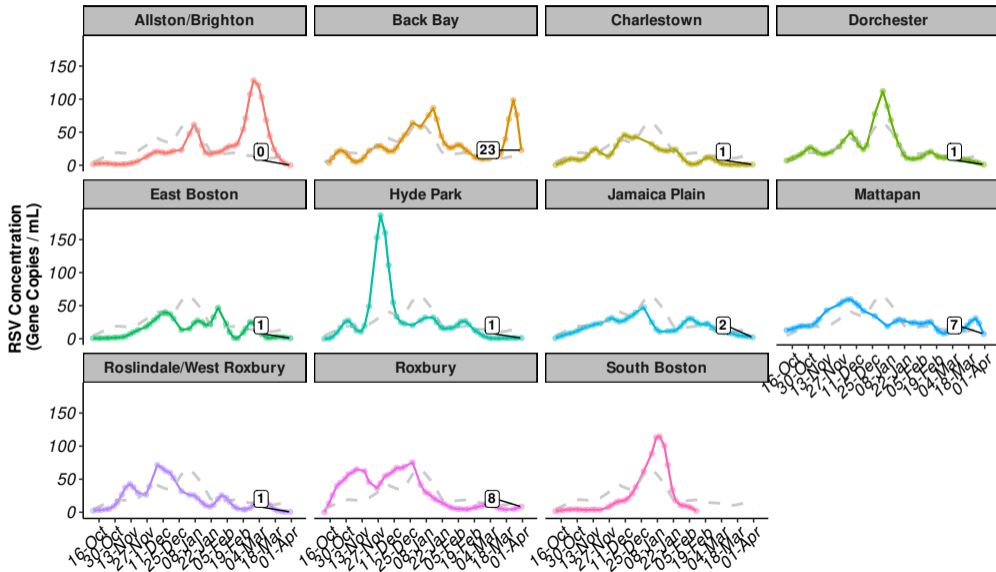 Allston/Brighton
Back Bay
Charlestown
Dorchester
150
100
50
0
0
23
1
1
East Boston
Hyde Park
Jamaica Plain
Mattapan
RSV Concentration
(Gene Copies / mL)
150
100
50
0
1
1
2
7
16-Oct
30-Oct
13-Nov
27-Nov
11-Dec
25-Dec
08-Jan
22-Jan
05-Feb
19-Feb
04-Mar
18-Mar
01-Apr
Roslindale/West Roxbury
Roxbury
South Boston
150
100
50
0
1
8
16-Oct
30-Oct
13-Nov
27-Nov
11-Dec
25-Dec
08-Jan
22-Jan
05-Feb
19-Feb
04-Mar
18-Mar
01-Apr
16-Oct
30-Oct
13-Nov
27-Nov
11-Dec
25-Dec
08-Jan
22-Jan
05-Feb
19-Feb
04-Mar
18-Mar
01-Apr
16-Oct
30-Oct
13-Nov
27-Nov
11-Dec
25-Dec
08-Jan
22-Jan
05-Feb
19-Feb
04-Mar
18-Mar
01-Apr